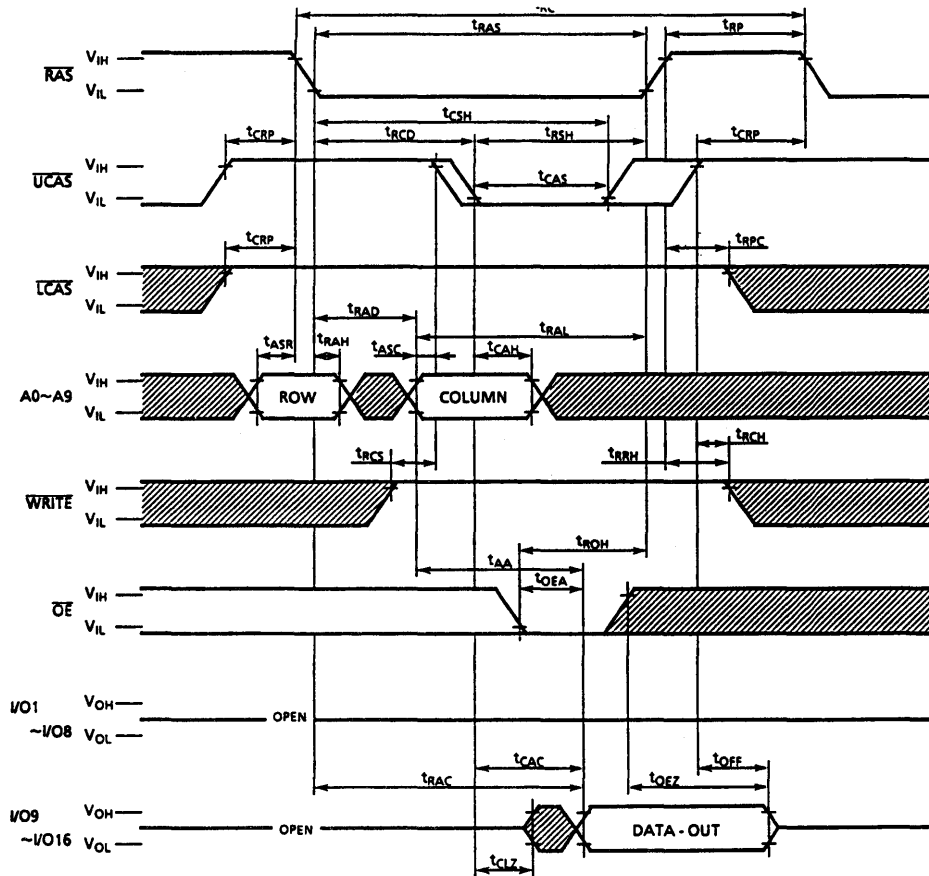 tRAS
tRP
RAS
VIH
VIL
tCSH
tCRP
tRCD
tRSH
tCRP
UCAS
VIH
VIL
tCAS
tCRP
tRPC
LCAS
VIH
VIL
tRAD
tRAL
tASR
tRAH
tASC
tCAH
A0~A9
VIH
VIL
ROW
COLUMN
tRCH
tRCS
tRRH
WRITE
VIH
VIL
tROH
tAA
tOEA
OE
VIH
VIL
I/O1
~I/O8
VOH
VOL
OPEN
tCAC
tOFF
tRAC
tOEZ
I/O9
~I/O16
VOH
VOL
OPEN
DATA - OUT
tCLZ